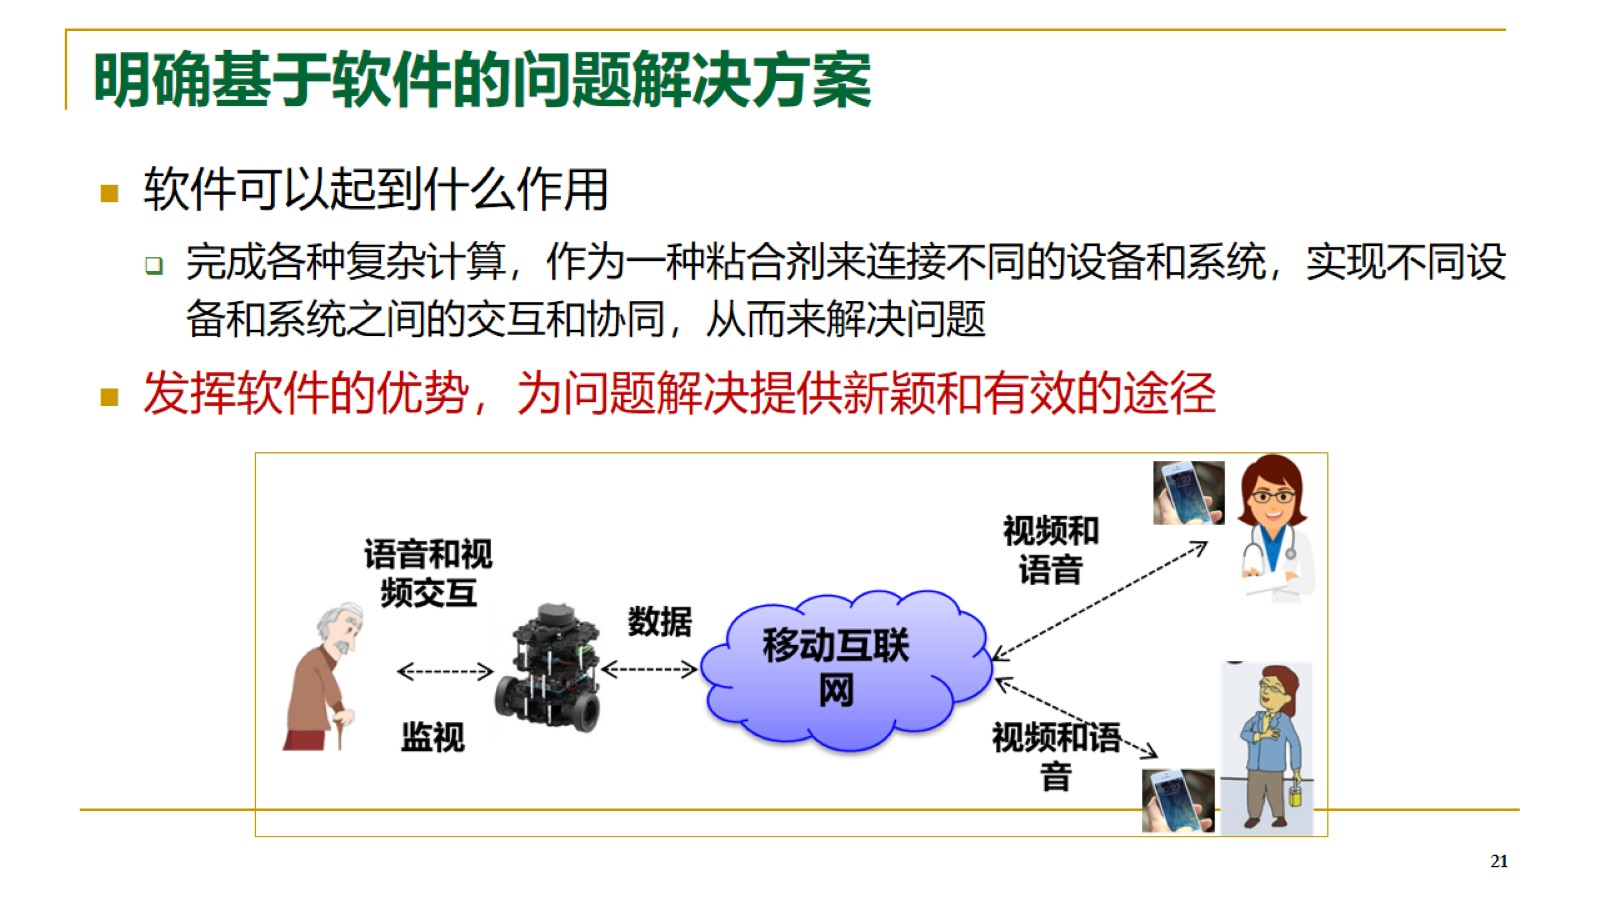 明确基于软件的问题解决方案
软件可以起到什么作用
完成各种复杂计算，作为一种粘合剂来连接不同的设备和系统，实现不同设
备和系统之间的交互和协同，从而来解决问题
发挥软件的优势，为问题解决提供新颖和有效的途径
语音和视
频交互
监视
数据
移动互联
网
视频和
语音
视频和语
音
21